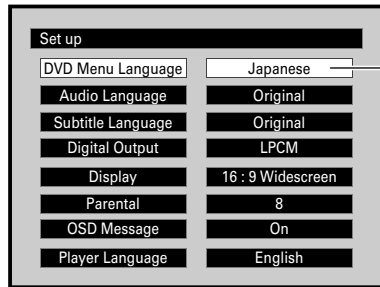 Set up
DVD Menu Language Japanese
Audio Language Original
Subtitle Language Original
Digital Output LPCM
Display 16 : 9 Widescreen
Parental 8
OSD Message On
Player Language English